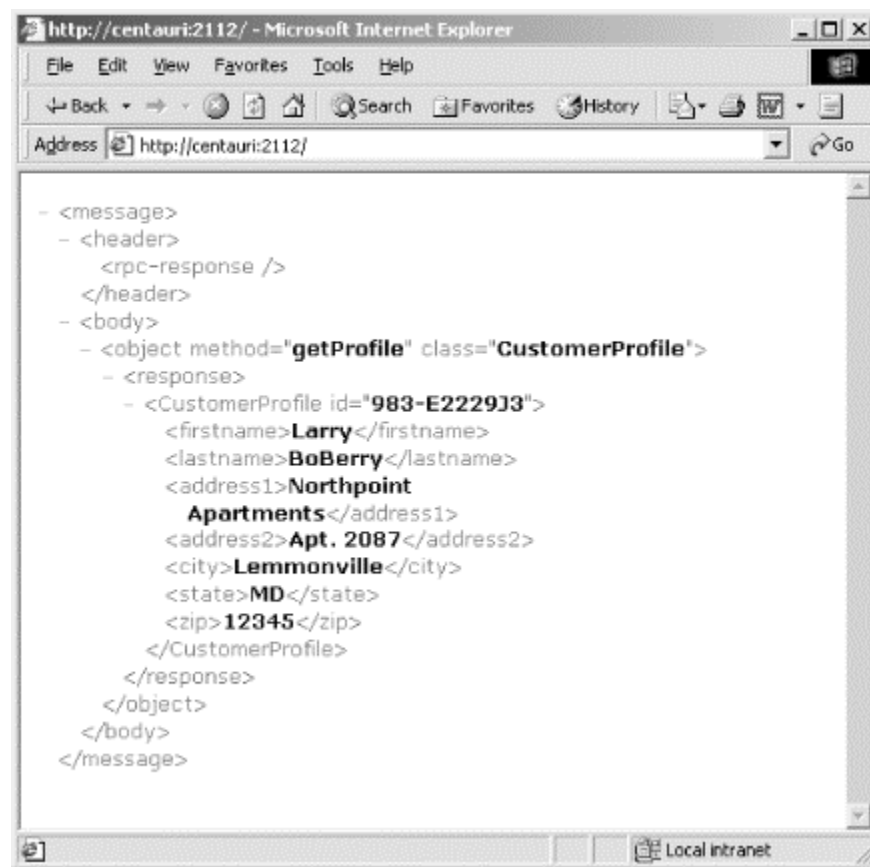 http://centauri:2112/ - Microsoft Internet Explorer
File Edit View Favorites Tools Help
Back Search Favorites History W
Address http://centauri:2112/ Go
- <message>
- <header>
<rpc-response />
</header>
- <body>
- <object method="getProfile" class="CustomerProfile">
- <response>
- <CustomerProfile id="983-E2229J3">
<firstname>Larry</firstname>
<lastname>BoBerry</lastname>
<address1>Northpoint
Apartments</address1>
<address2>Apt. 2087</address2>
<city>Lemmonville</city>
<state>MD</state>
<zip>12345</zip>
</CustomerProfile>
</response>
</object>
</body>
</message>
Local intranet